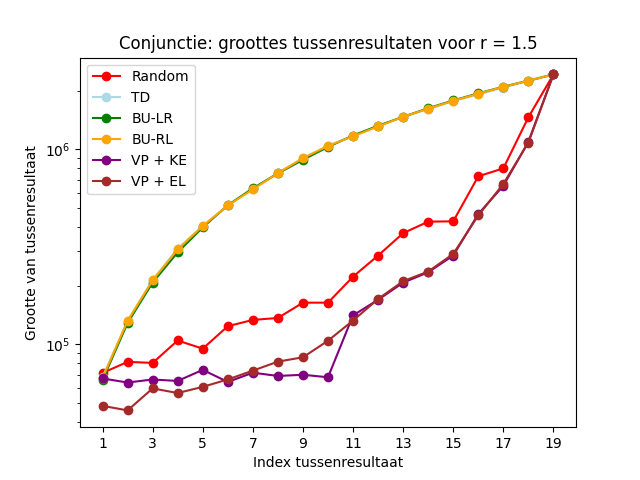 Conjunctie: groottes tussenresultaten voor r = 1.5
Random
TD
BU-LR
BU-RL
VP + KE
VP + EL
Grootte van tussenresultaat
10⁶
10⁵
1 3 5 7 9 11 13 15 17 19
Index tussenresultaat